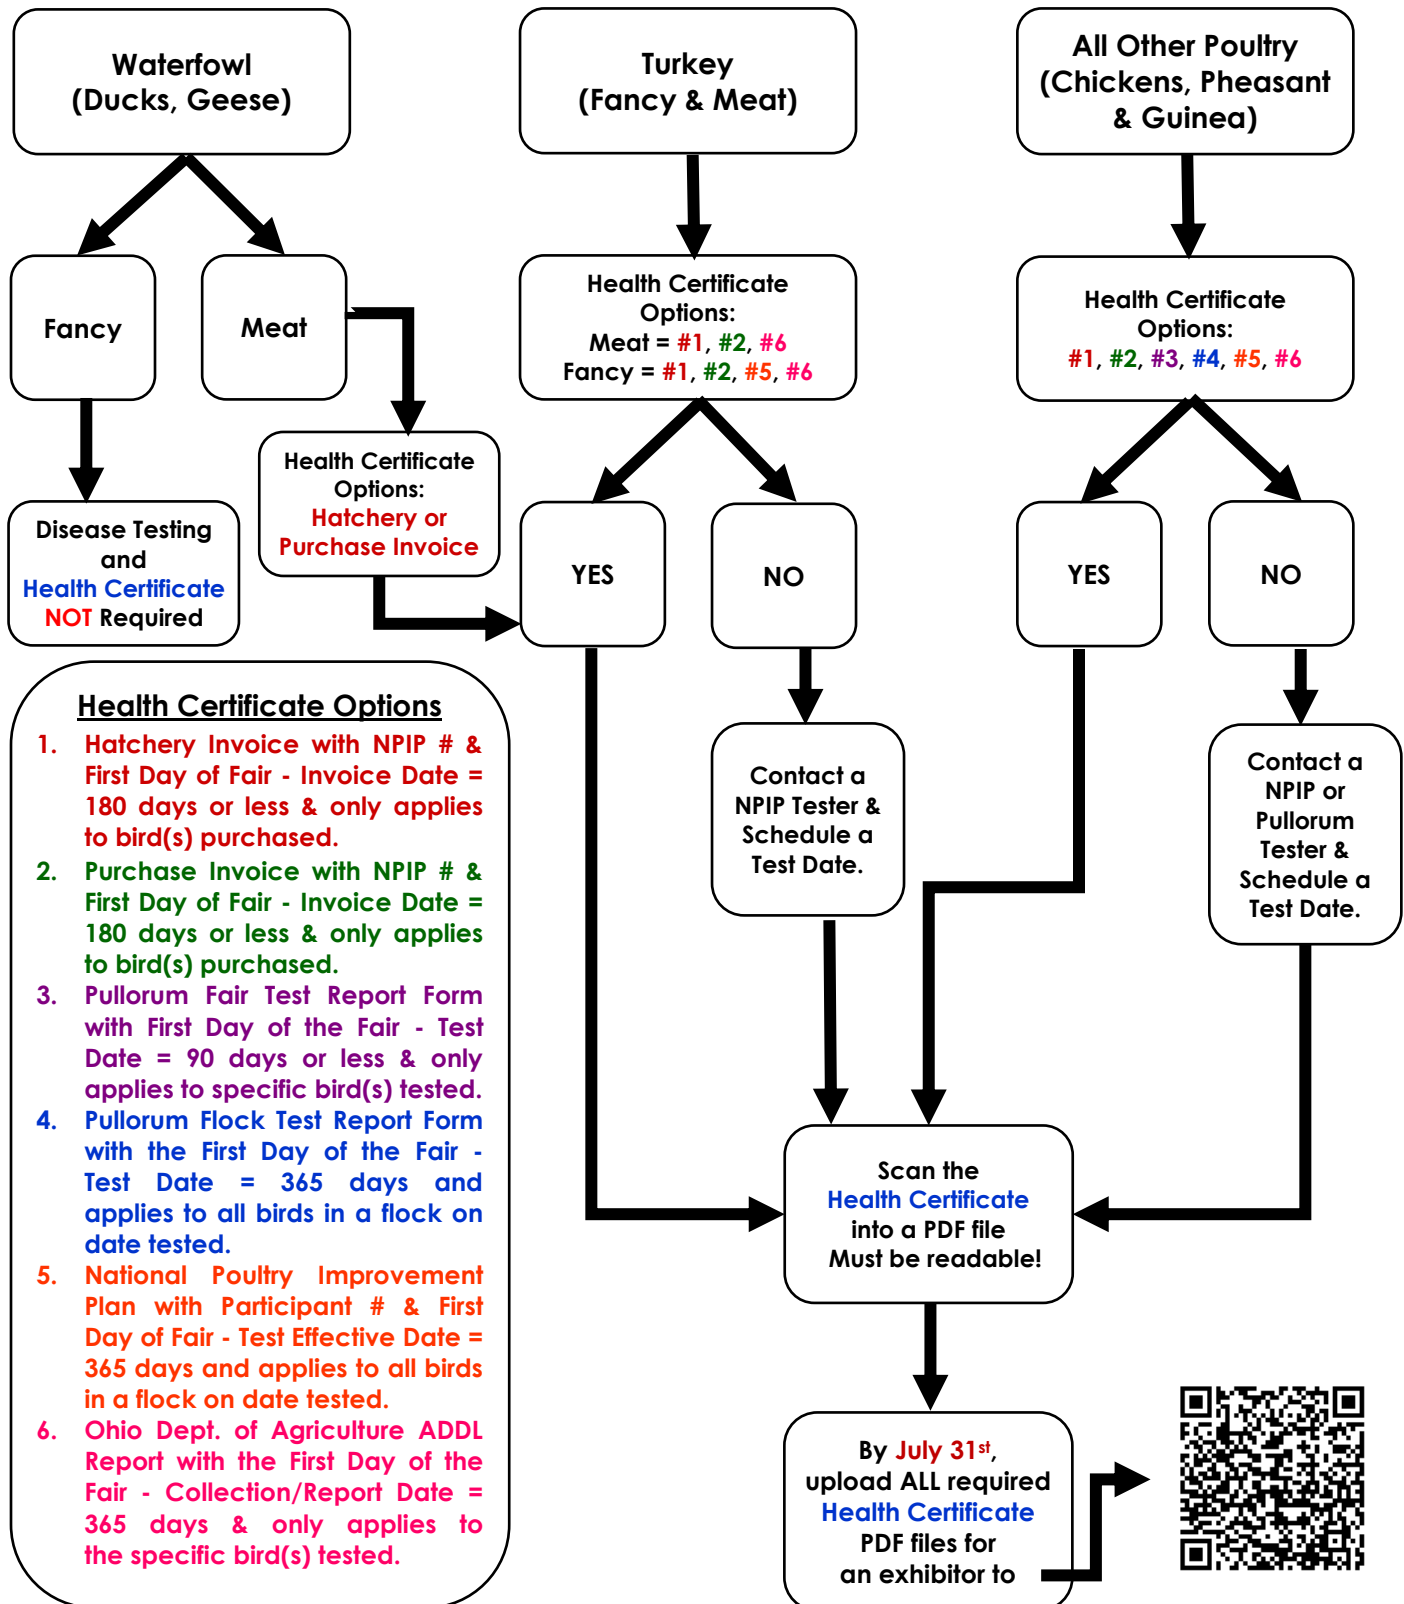 Waterfowl
(Ducks, Geese)
Turkey
(Fancy & Meat)
All Other Poultry
(Chickens, Pheasant
& Guinea)
Fancy
Meat
Health Certificate
Options:
Meat = #1, #2, #6
Fancy = #1, #2, #5, #6
Health Certificate
Options:
#1, #2, #3, #4, #5, #6
Disease Testing
and
Health Certificate
NOT Required
Health Certificate
Options:
Hatchery or
Purchase Invoice
YES
NO
YES
NO
Contact a
NPIP Tester &
Schedule a
Test Date.
Contact a
NPIP or
Pullorum
Tester &
Schedule a
Test Date.
Health Certificate Options
1. Hatchery Invoice with NPIP # &
First Day of Fair - Invoice Date =
180 days or less & only applies
to bird(s) purchased.
2. Purchase Invoice with NPIP # &
First Day of Fair - Invoice Date =
180 days or less & only applies
to bird(s) purchased.
3. Pullorum Fair Test Report Form
with First Day of the Fair - Test
Date = 90 days or less & only
applies to specific bird(s) tested.
4. Pullorum Flock Test Report Form
with the First Day of the Fair -
Test Date = 365 days and
applies to all birds in a flock on
date tested.
5. National Poultry Improvement
Plan with Participant # & First
Day of Fair - Test Effective Date =
365 days and applies to all birds
in a flock on date tested.
6. Ohio Dept. of Agriculture ADDL
Report with the First Day of the
Fair - Collection/Report Date =
365 days & only applies to
the specific bird(s) tested.
Scan the
Health Certificate
into a PDF file
Must be readable!
By July 31st,
upload ALL required
Health Certificate
PDF files for
an exhibitor to